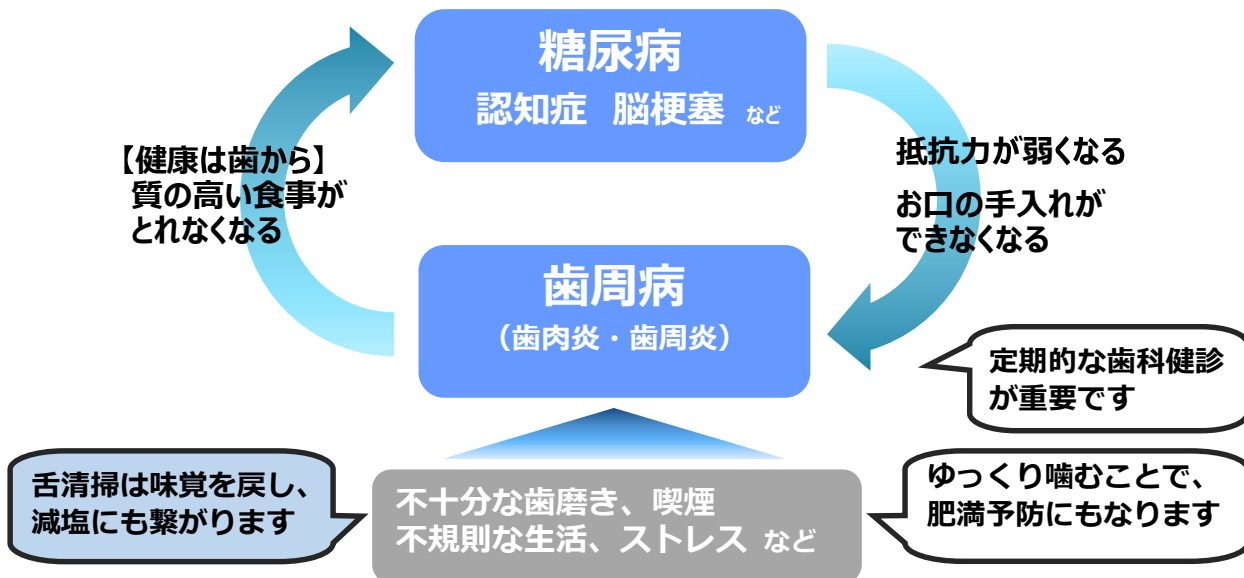 糖尿病
認知症 脳梗塞 など
【健康は歯から】
質の高い食事が
とれなくなる
抵抗力が弱くなる
お口の手入れが
できなくなる
歯周病
（歯肉炎・歯周炎）
定期的な歯科健診
が重要です
舌清掃は味覚を戻し、
減塩にも繋がります
不十分な歯磨き、喫煙
不規則な生活、ストレス など
ゆっくり噛むことで、
肥満予防にもなります